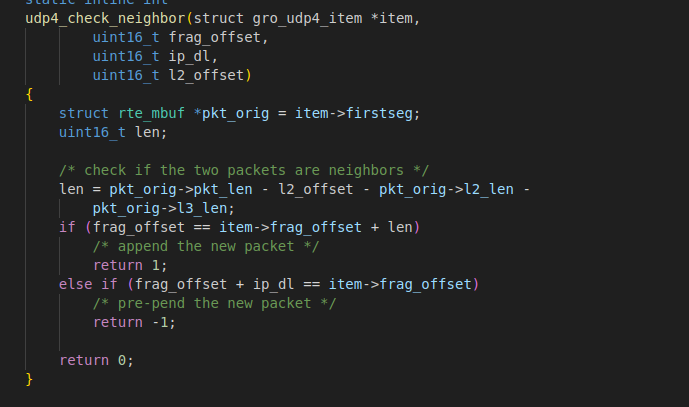 static inline int
udp4_check_neighbor(struct gro_udp4_item *item,
uint16_t frag_offset,
uint16_t ip_dl,
uint16_t l2_offset)
{
struct rte_mbuf *pkt_orig = item->firstseg;
uint16_t len;
/* check if the two packets are neighbors */
len = pkt_orig->pkt_len - l2_offset - pkt_orig->l2_len -
pkt_orig->l3_len;
if (frag_offset == item->frag_offset + len)
/* append the new packet */
return 1;
else if (frag_offset + ip_dl == item->frag_offset)
/* pre-pend the new packet */
return -1;
return 0;
}